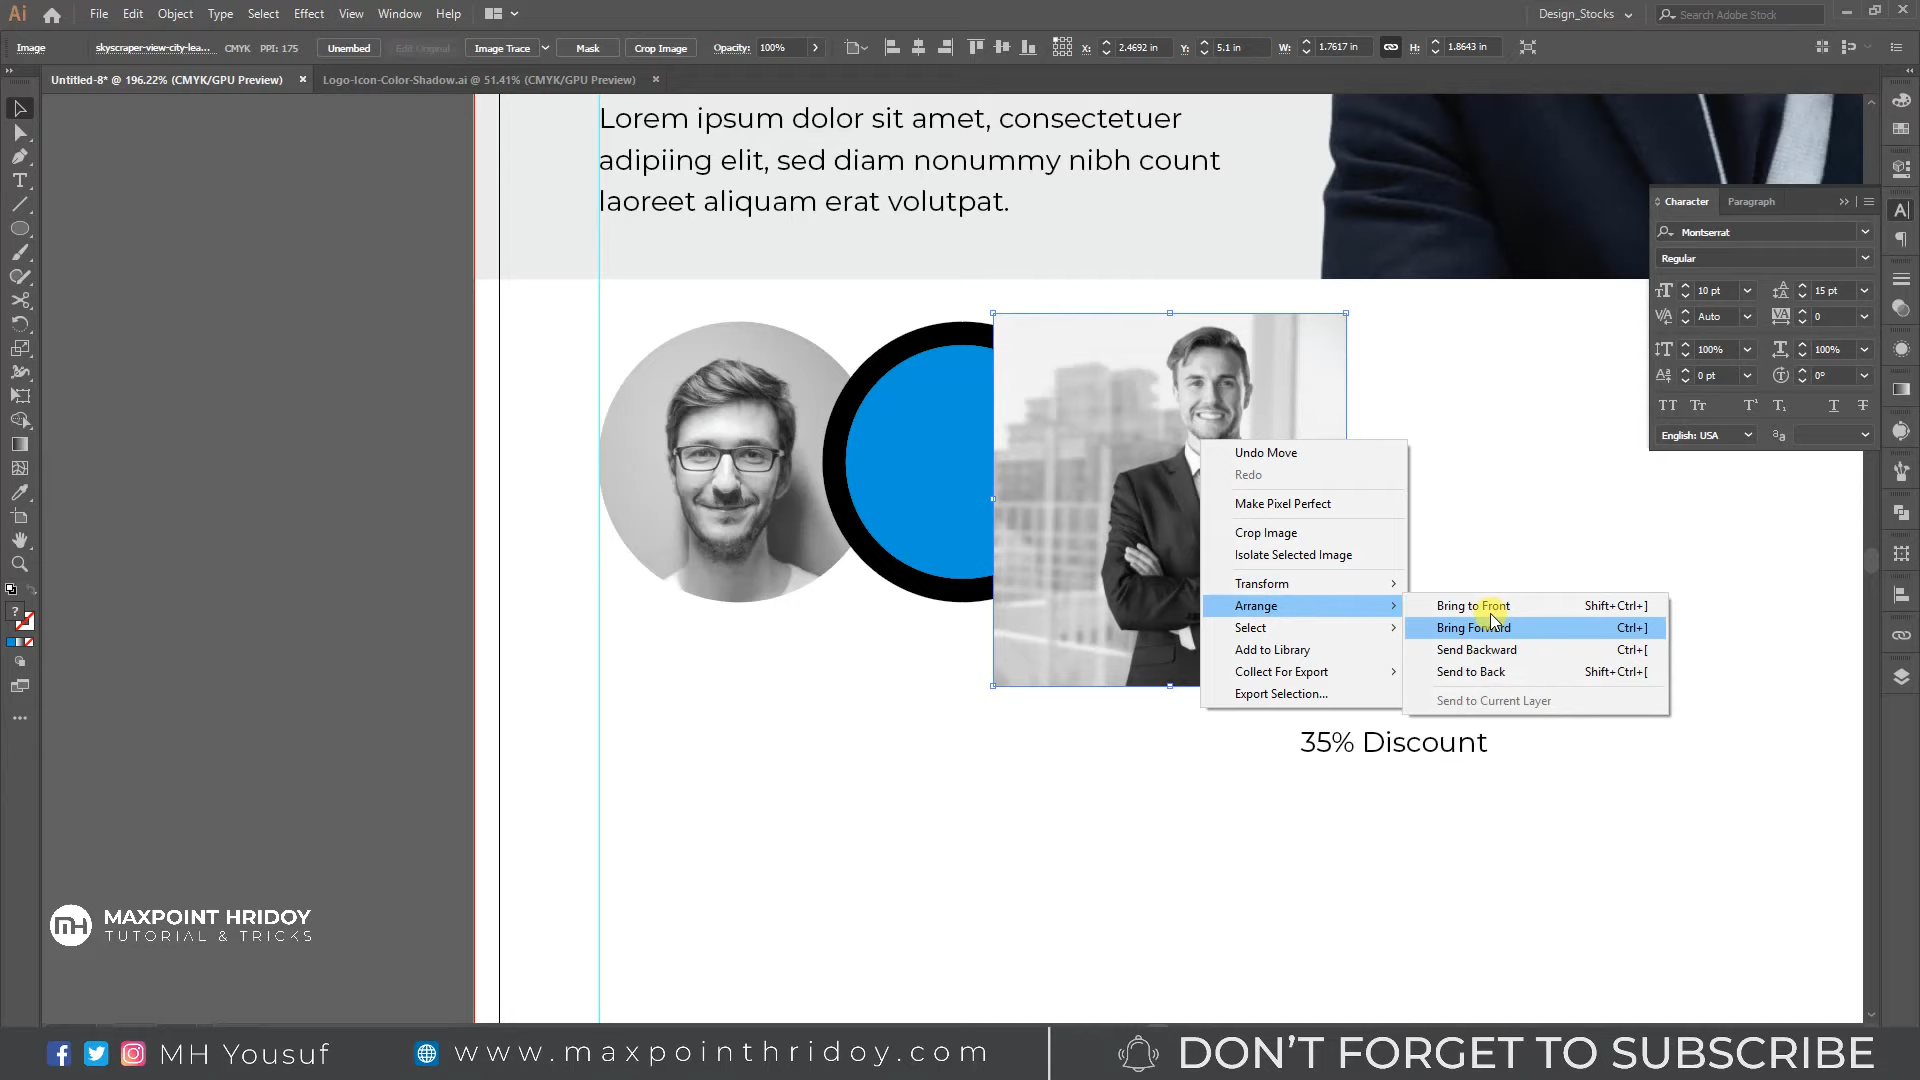 Ai File Edit Object Type Select Effect View Window Help Design_Stocks Search Adobe Stock
Image skyscraper-view-city-lea... CMYK PPI: 175 Unembed Edit Original Image Trace Mask Crop Image Opacity: 100% X: 2.4692 in Y: 5.1 in W: 1.7617 in H: 1.8643 in
Untitled-8* @ 196.22% (CMYK/GPU Preview) × Logo-Icon-Color-Shadow.ai @ 51.41% (CMYK/GPU Preview) ×
Lorem ipsum dolor sit amet, consectetuer
adipiing elit, sed diam nonummy nibh count
laoreet aliquam erat volutpat.
Character Paragraph
Montserrat
Regular
10 pt 15 pt
Auto 0
100% 100%
0 pt 0°
English: USA
Undo Move
Redo
Make Pixel Perfect
Crop Image
Isolate Selected Image
Transform
Arrange
Select
Add to Library
Collect For Export
Export Selection...
Bring to Front Shift+Ctrl+]
Bring Forward Ctrl+]
Send Backward Ctrl+[
Send to Back Shift+Ctrl+[
Send to Current Layer
35% Discount
MH MAXPOINT HRIDOY
TUTORIAL & TRICKS
MH Yousuf www.maxpointhridoy.com DON'T FORGET TO SUBSCRIBE